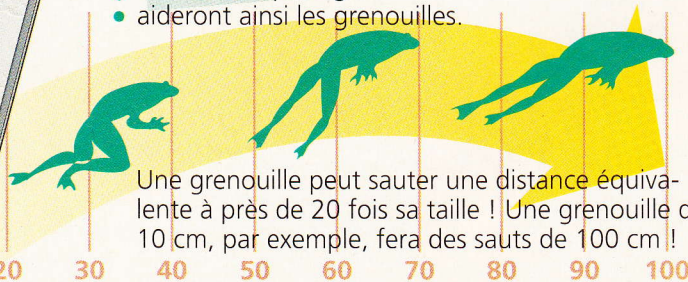 aideront ainsi les grenouilles.
Une grenouille peut sauter une distance équiva-
lente à près de 20 fois sa taille ! Une grenouille d
10 cm, par exemple, fera des sauts de 100 cm !
20 30 40 50 60 70 80 90 100